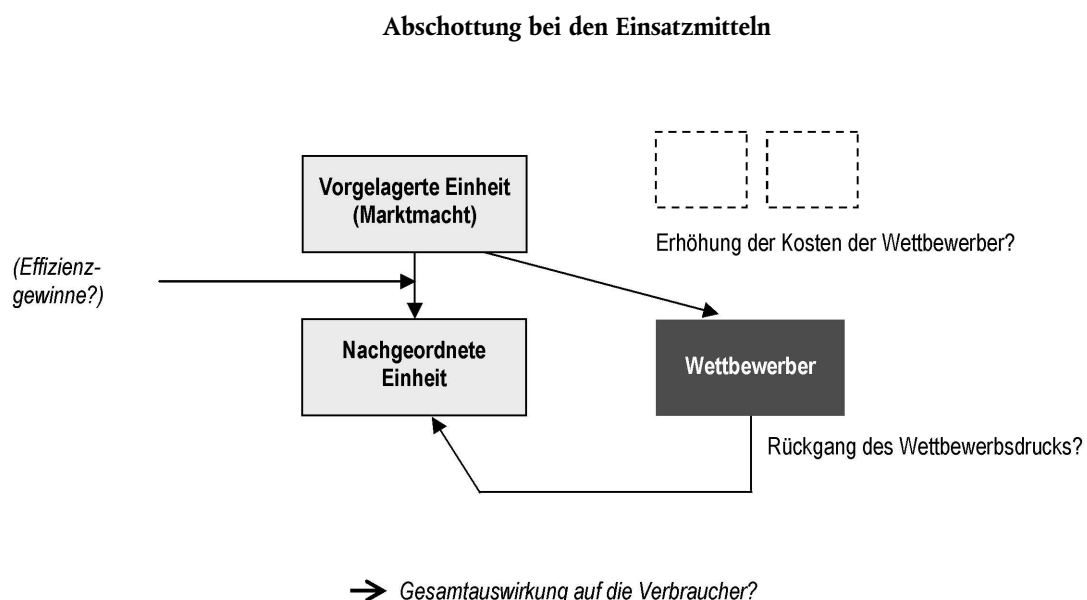 Abschottung bei den Einsatzmitteln
Vorgelagerte Einheit
(Marktmacht)
Erhöhung der Kosten der Wettbewerber?
(Effizienz-
gewinne?)
Nachgeordnete
Einheit
Wettbewerber
Rückgang des Wettbewerbsdrucks?
Gesamtauswirkung auf die Verbraucher?